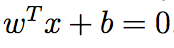 w^T x + b = 0